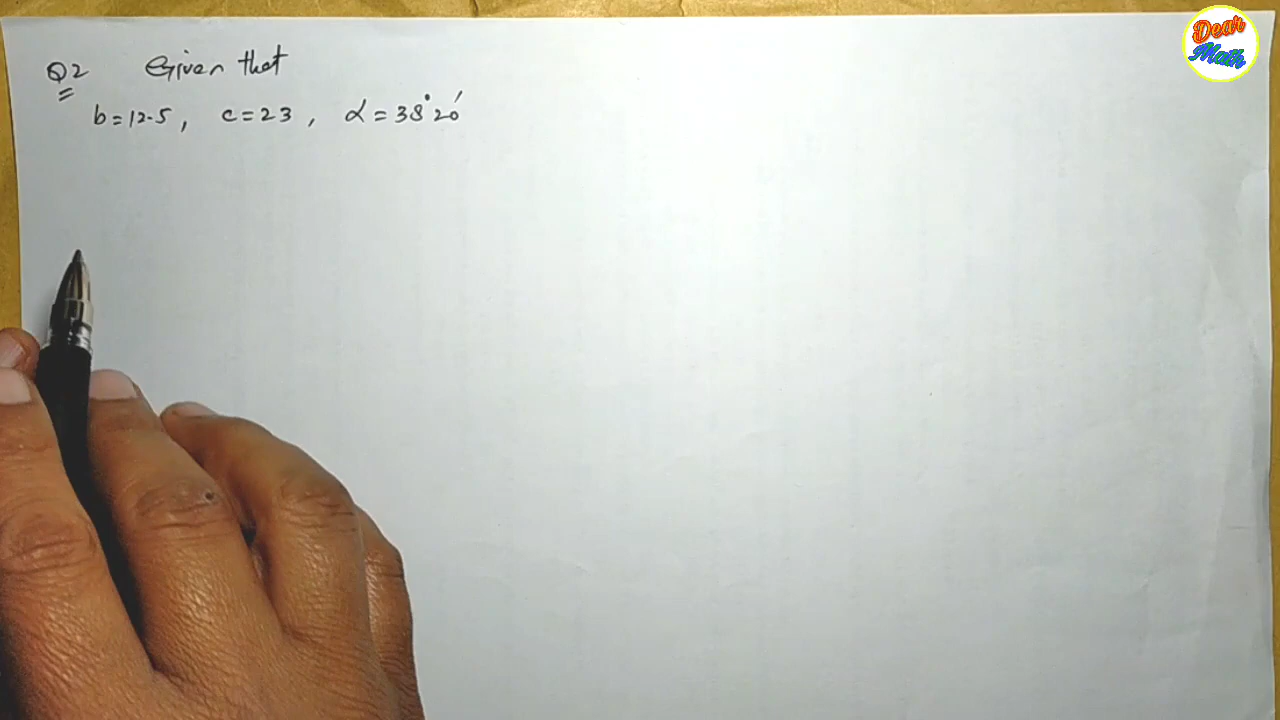 Q2 Given that
b=12.5, c=23, α=38°20′
Dear
Math